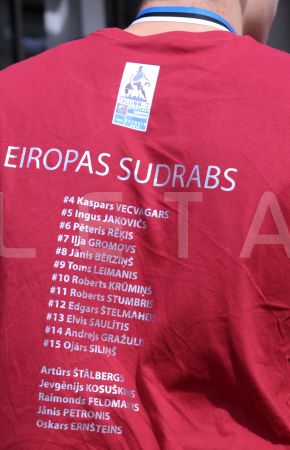 TALLINN
EIROPAS SUDRABS
#4 Kaspars VECVAGARS
#5 Ingus JAKOVIČS
#6 Pēteris RĒĶIS
#7 Iļja GROMOVS
#8 Jānis BĒRZIŅŠ
#9 Toms LEIMANIS
#10 Roberts KRŪMIŅŠ
#11 Roberts STUMBRIS
#12 Edgars ŠTELMAHERS
#13 Elvis SAULĪTIS
#14 Andrejs GRAŽULIS
#15 Ojārs SILIŅŠ
Artūrs ŠTĀLBERGS
Jevgēnijs KOSUŠKINS
Raimonds FELDMANIS
Jānis PETRONIS
Oskars ERNŠTEINS